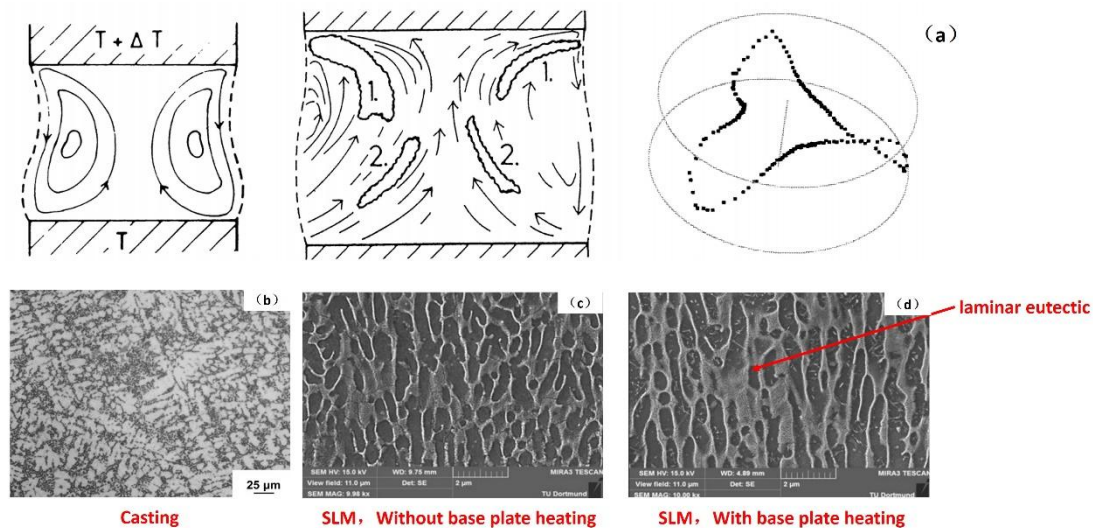 T + Δ T
T
1.
1.
2.
2.
（a）
（b）
25 μm
（c）
SEM HV: 15.0 kV
WD: 9.75 mm
MIRA3 TESCAN
View field: 11.0 μm
Det: SE
2 μm
SEM MAG: 9.98 kx
TU Dortmund
（d）
SEM HV: 15.0 kV
WD: 4.89 mm
MIRA3 TESCAN
View field: 11.0 μm
Det: SE
2 μm
SEM MAG: 10.00 kx
TU Dortmund
laminar eutectic
Casting
SLM， Without base plate heating
SLM， With base plate heating